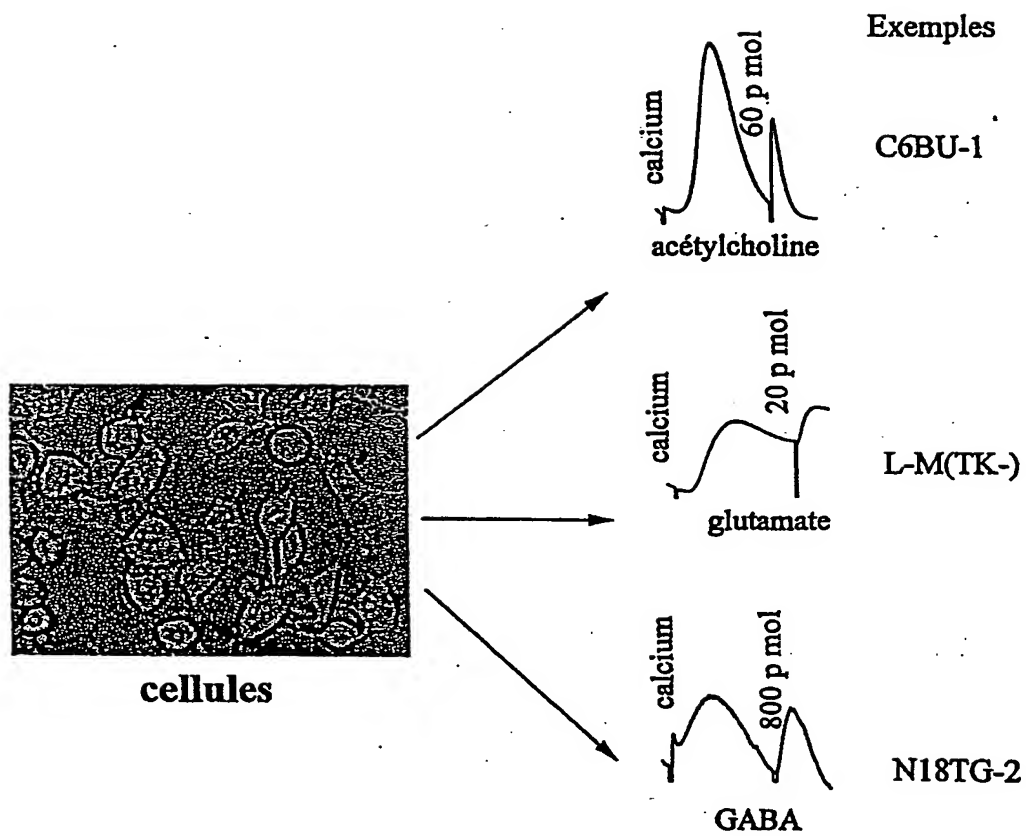 Exemples
calcium
60 p mol
C6BU-1
acétylcholine
calcium
20 p mol
L-M(TK-)
glutamate
cellules
calcium
800 p mol
N18TG-2
GABA